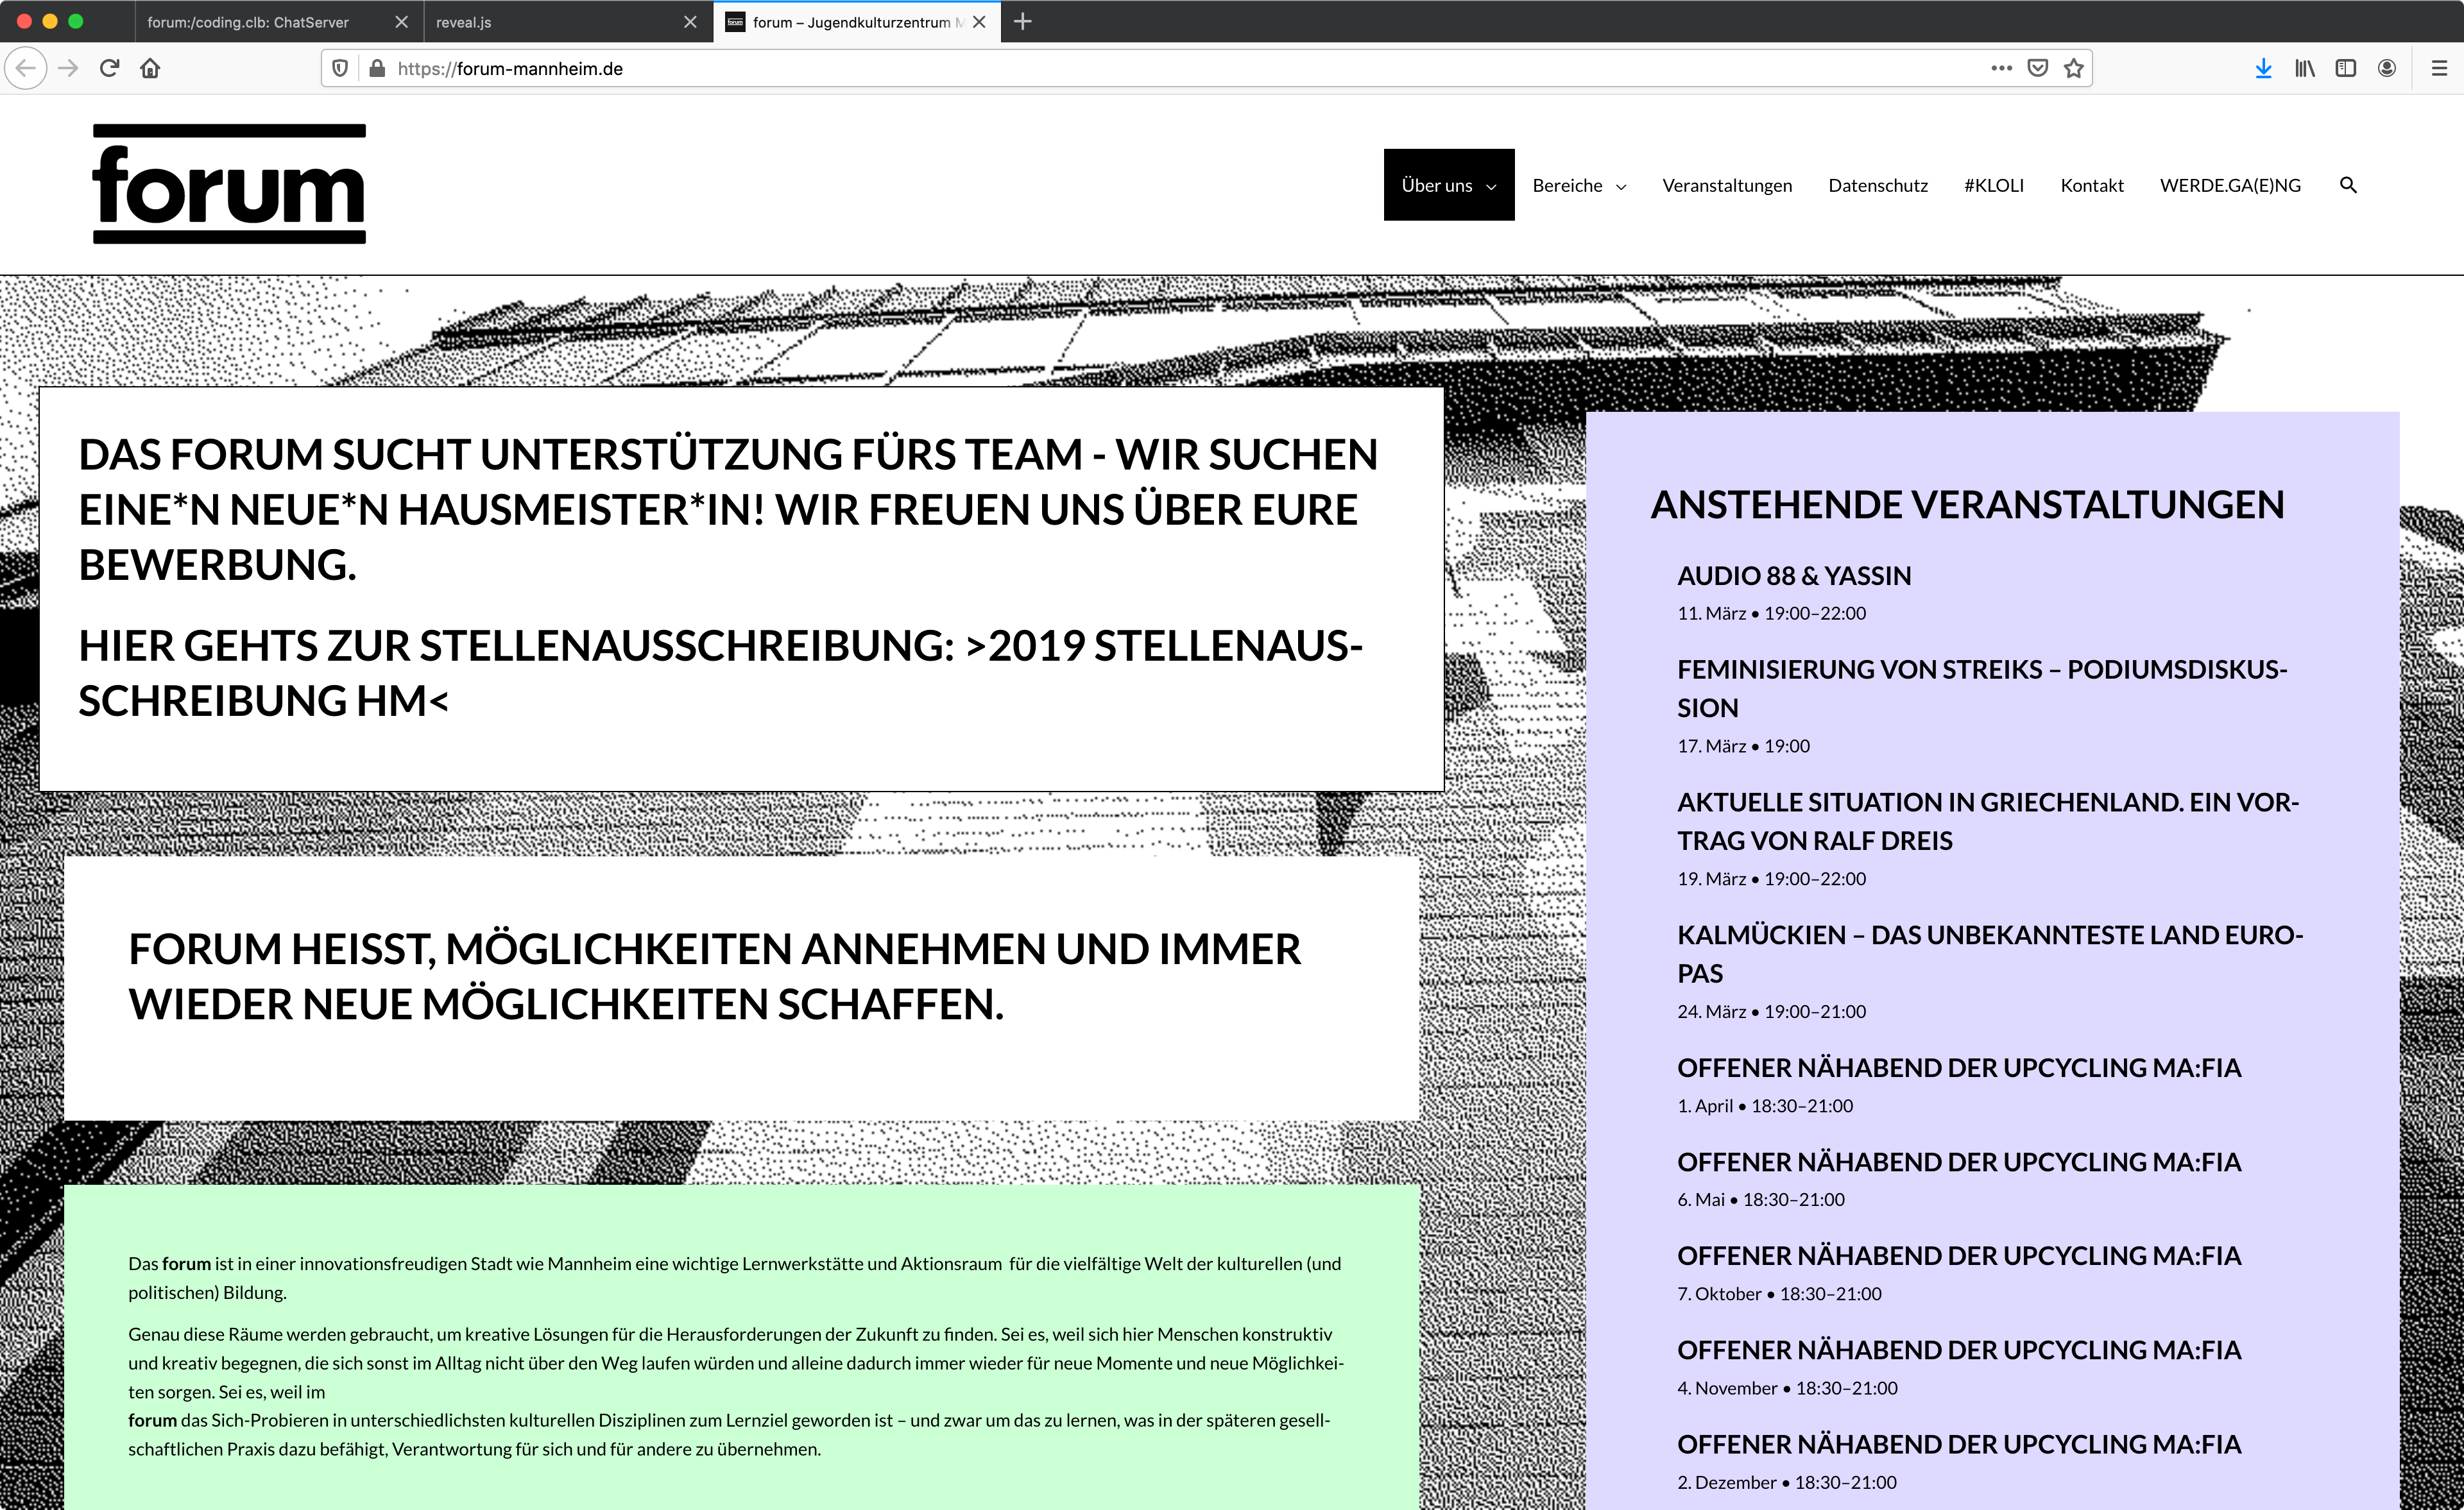 forum:/coding.clb: ChatServer
reveal.js
forum – Jugendkulturzentrum
https://forum-mannheim.de
forum
Über uns
Bereiche
Veranstaltungen
Datenschutz
#KLOLI
Kontakt
WERDE.GA(E)NG
DAS FORUM SUCHT UNTERSTÜTZUNG FÜRS TEAM - WIR SUCHEN
EINE*N NEUE*N HAUSMEISTER*IN! WIR FREUEN UNS ÜBER EURE
BEWERBUNG.
HIER GEHTS ZUR STELLENAUSSCHREIBUNG: >2019 STELLENAUS-
SCHREIBUNG HM<
FORUM HEISST, MÖGLICHKEITEN ANNEHMEN UND IMMER
WIEDER NEUE MÖGLICHKEITEN SCHAFFEN.
Das forum ist in einer innovationsfreudigen Stadt wie Mannheim eine wichtige Lernwerkstätte und Aktionsraum für die vielfältige Welt der kulturellen (und
politischen) Bildung.
Genau diese Räume werden gebraucht, um kreative Lösungen für die Herausforderungen der Zukunft zu finden. Sei es, weil sich hier Menschen konstruktiv
und kreativ begegnen, die sich sonst im Alltag nicht über den Weg laufen würden und alleine dadurch immer wieder für neue Momente und neue Möglichkei-
ten sorgen. Sei es, weil im
forum das Sich-Probieren in unterschiedlichsten kulturellen Disziplinen zum Lernziel geworden ist – und zwar um das zu lernen, was in der späteren gesell-
schaftlichen Praxis dazu befähigt, Verantwortung für sich und für andere zu übernehmen.
ANSTEHENDE VERANSTALTUNGEN
AUDIO 88 & YASSIN
11. März • 19:00–22:00
FEMINISIERUNG VON STREIKS – PODIUMSDISKUS-
SION
17. März • 19:00
AKTUELLE SITUATION IN GRIECHENLAND. EIN VOR-
TRAG VON RALF DREIS
19. März • 19:00–22:00
KALMÜCKIEN – DAS UNBEKANNTESTE LAND EURO-
PAS
24. März • 19:00–21:00
OFFENER NÄHABEND DER UPCYCLING MA:FIA
1. April • 18:30–21:00
OFFENER NÄHABEND DER UPCYCLING MA:FIA
6. Mai • 18:30–21:00
OFFENER NÄHABEND DER UPCYCLING MA:FIA
7. Oktober • 18:30–21:00
OFFENER NÄHABEND DER UPCYCLING MA:FIA
4. November • 18:30–21:00
OFFENER NÄHABEND DER UPCYCLING MA:FIA
2. Dezember • 18:30–21:00